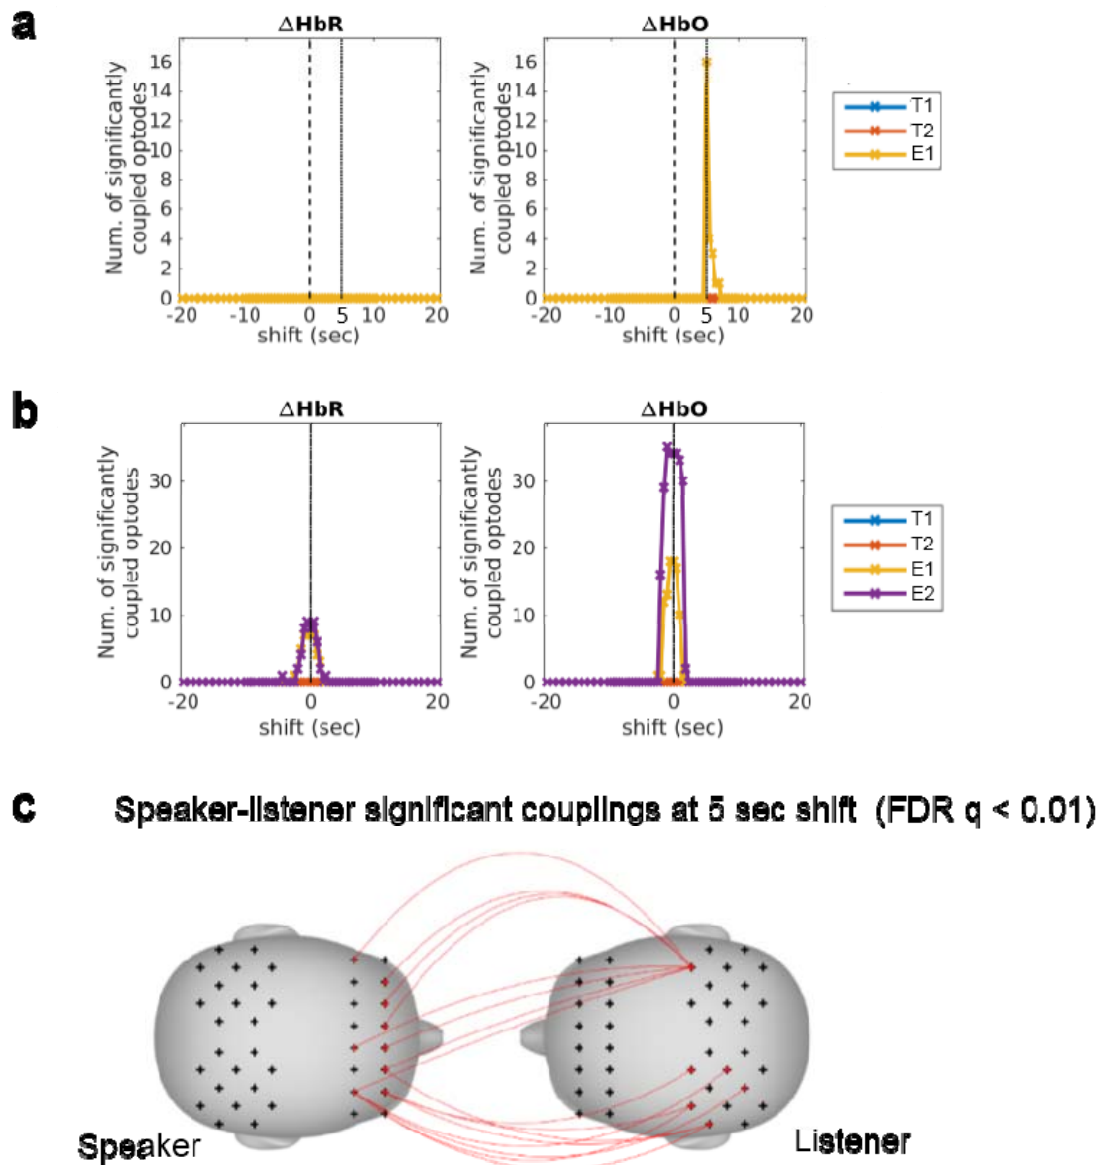 a
ΔHbR
ΔHbO
Num. of significantly
coupled optodes
16
14
12
10
8
6
4
2
0
-20 -10 0 5 10 20
shift (sec)
Num. of significantly
coupled optodes
16
14
12
10
8
6
4
2
0
-20 -10 0 5 10 20
shift (sec)
T1
T2
E1
b
ΔHbR
ΔHbO
Num. of significantly
coupled optodes
30
20
10
0
-20 0 20
shift (sec)
Num. of significantly
coupled optodes
30
20
10
0
-20 0 20
shift (sec)
T1
T2
E1
E2
c
Speaker-listener significant couplings at 5 sec shift (FDR q < 0.01)
Speaker
Listener